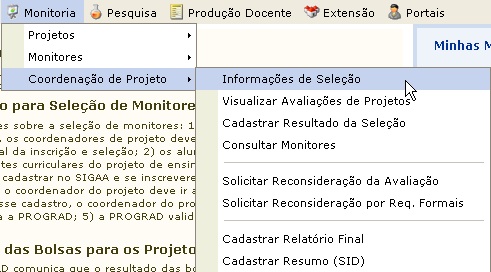 Monitoria Pesquisa Produção Docente Extensão Portais
Projetos
Monitores
Coordenação de Projeto
Minhas M
Informações de Seleção
Visualizar Avaliações de Projetos
Cadastrar Resultado da Seleção
Consultar Monitores
Solicitar Reconsideração da Avaliação
Solicitar Reconsideração por Req. Formais
Cadastrar Relatório Final
Cadastrar Resumo (SID)
o para Seleção de Monitore
es sobre a seleção de monitores: 1
, os coordenadores de projeto deve
al da inscrição e seleção; 2) os alu
tes curriculares do projeto de ensin
cadastrar no SIGAA e se inscreve
o coordenador do projeto deve ir a
sse cadastro, o coordenador do pro
a a PROGRAD; 5) a PROGRAD valid
das Bolsas para os Projeto
D comunica que o resultado das bo